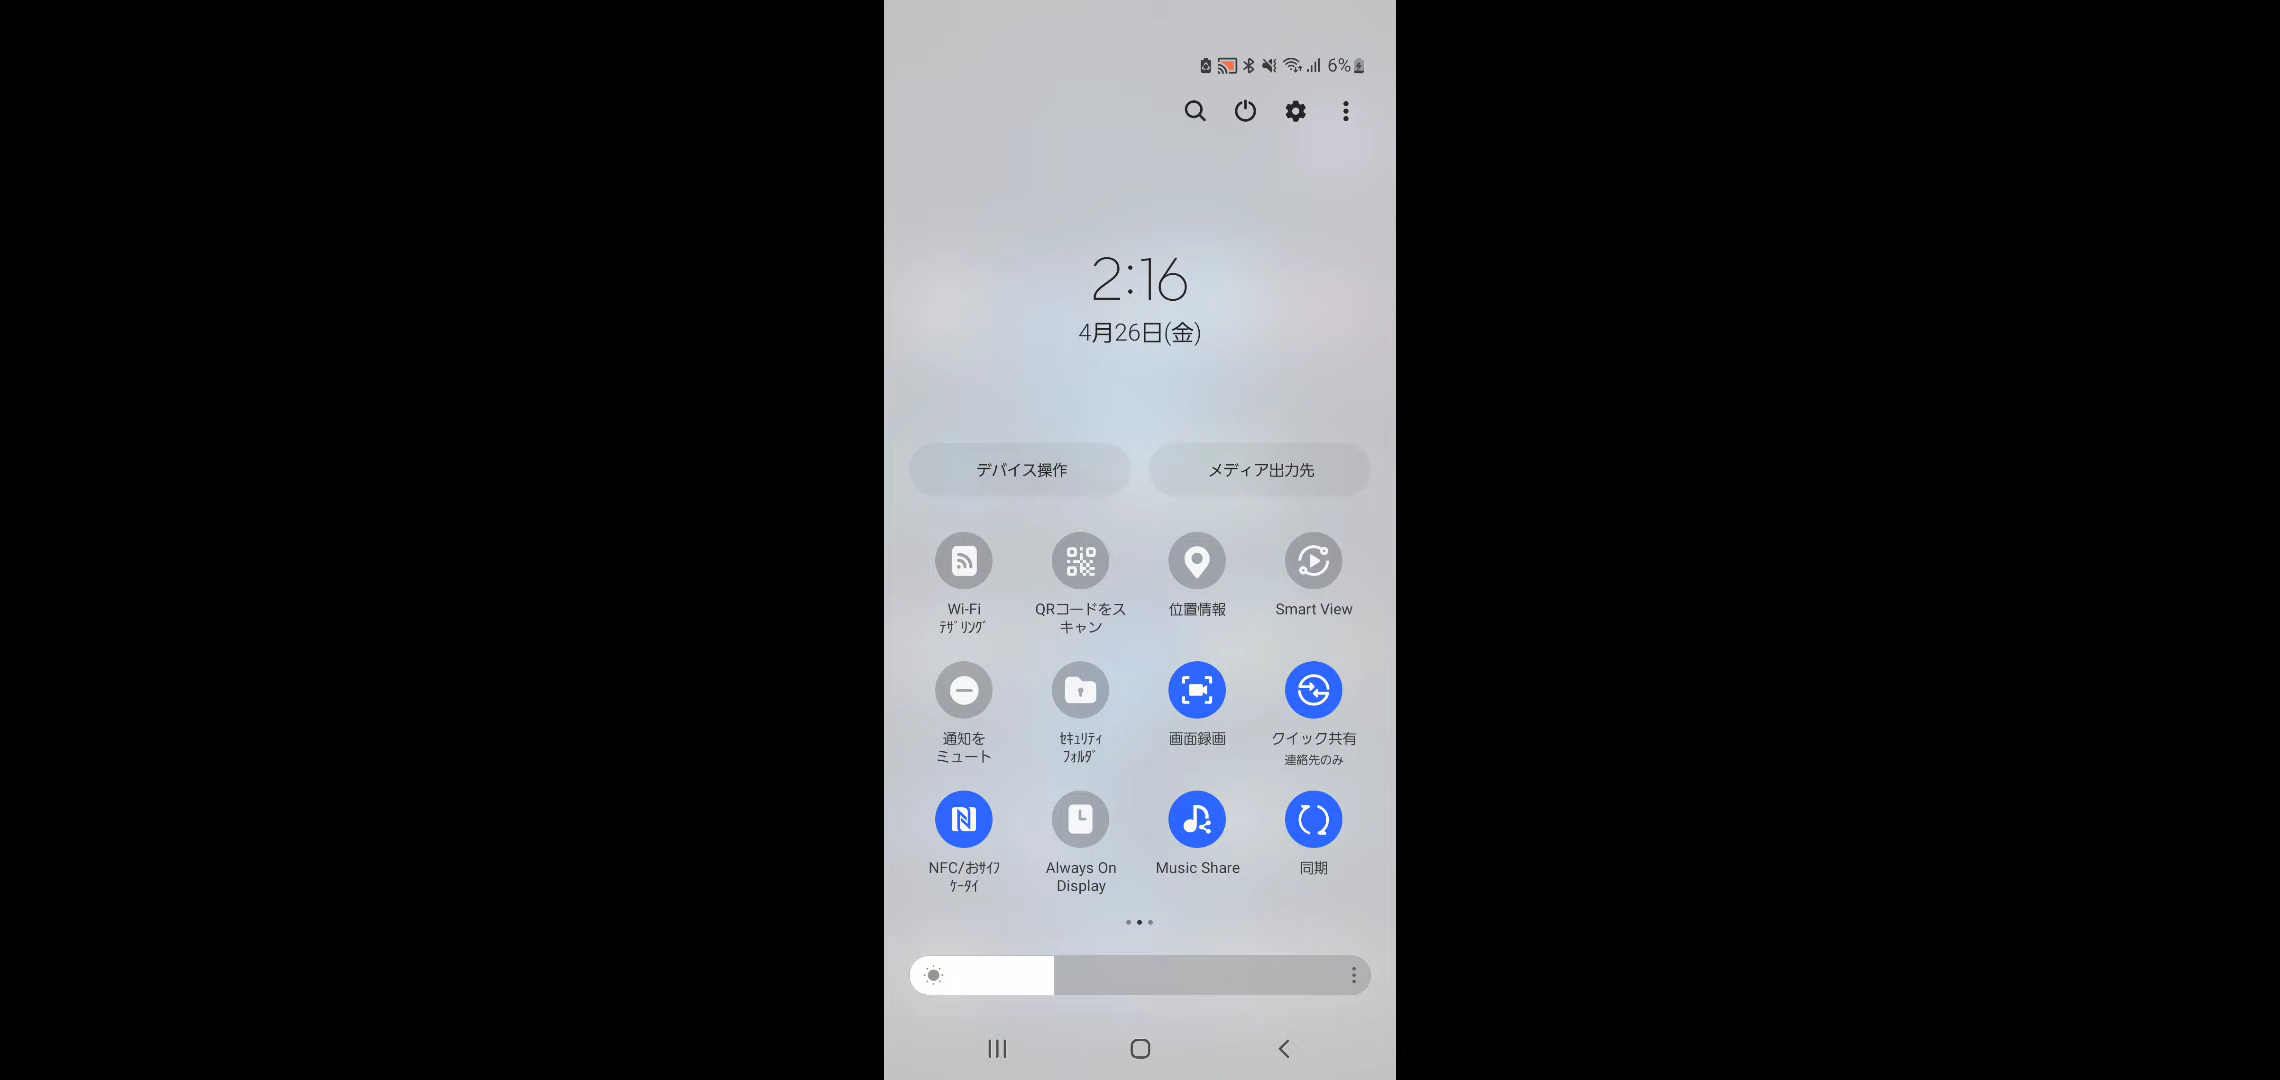 6%
2:16
4月26日(金)
デバイス操作
メディア出力先
Wi-Fi
ﾃｻﾞﾘﾝｸﾞ
QRコードをス
キャン
位置情報
Smart View
通知を
ミュート
ｾｷｭﾘﾃｨ
ﾌｫﾙﾀﾞ
画面録画
クイック共有
連絡先のみ
NFC/おｻｲﾌ
ｹｰﾀｲ
Always On
Display
Music Share
同期